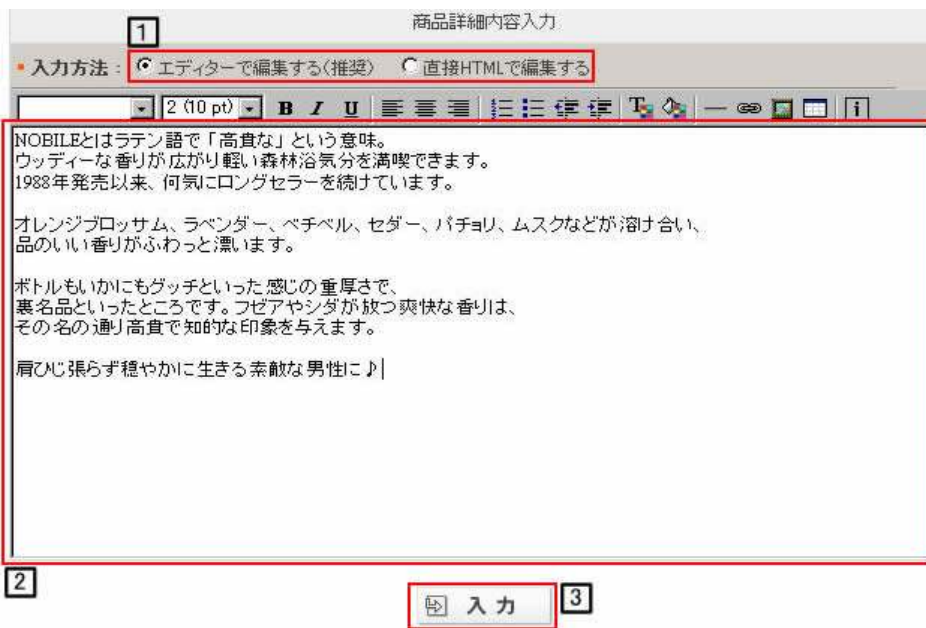 商品詳細内容入力
1
入力方法: エディターで編集する(推奨) 直接HTMLで編集する
2 (10 pt) B I U T i
NOBILEとはラテン語で「高貴な」という意味。
ウッディーな香りが広がり軽い森林浴気分を満喫できます。
1988年発売以来、何気にロングセラーを続けています。
オレンジブロッサム、ラベンダー、ベチベル、セダー、パチョリ、ムスクなどが溶け合い、
品のいい香りがふわっと漂います。
ボトルもいかにもグッチといった感じの重厚さで、
裏名品といったところです。フゼアやシダが放つ爽快な香りは、
その名の通り高貴で知的な印象を与えます。
肩ひじ張らず穏やかに生きる素敵な男性に♪
2
入力
3